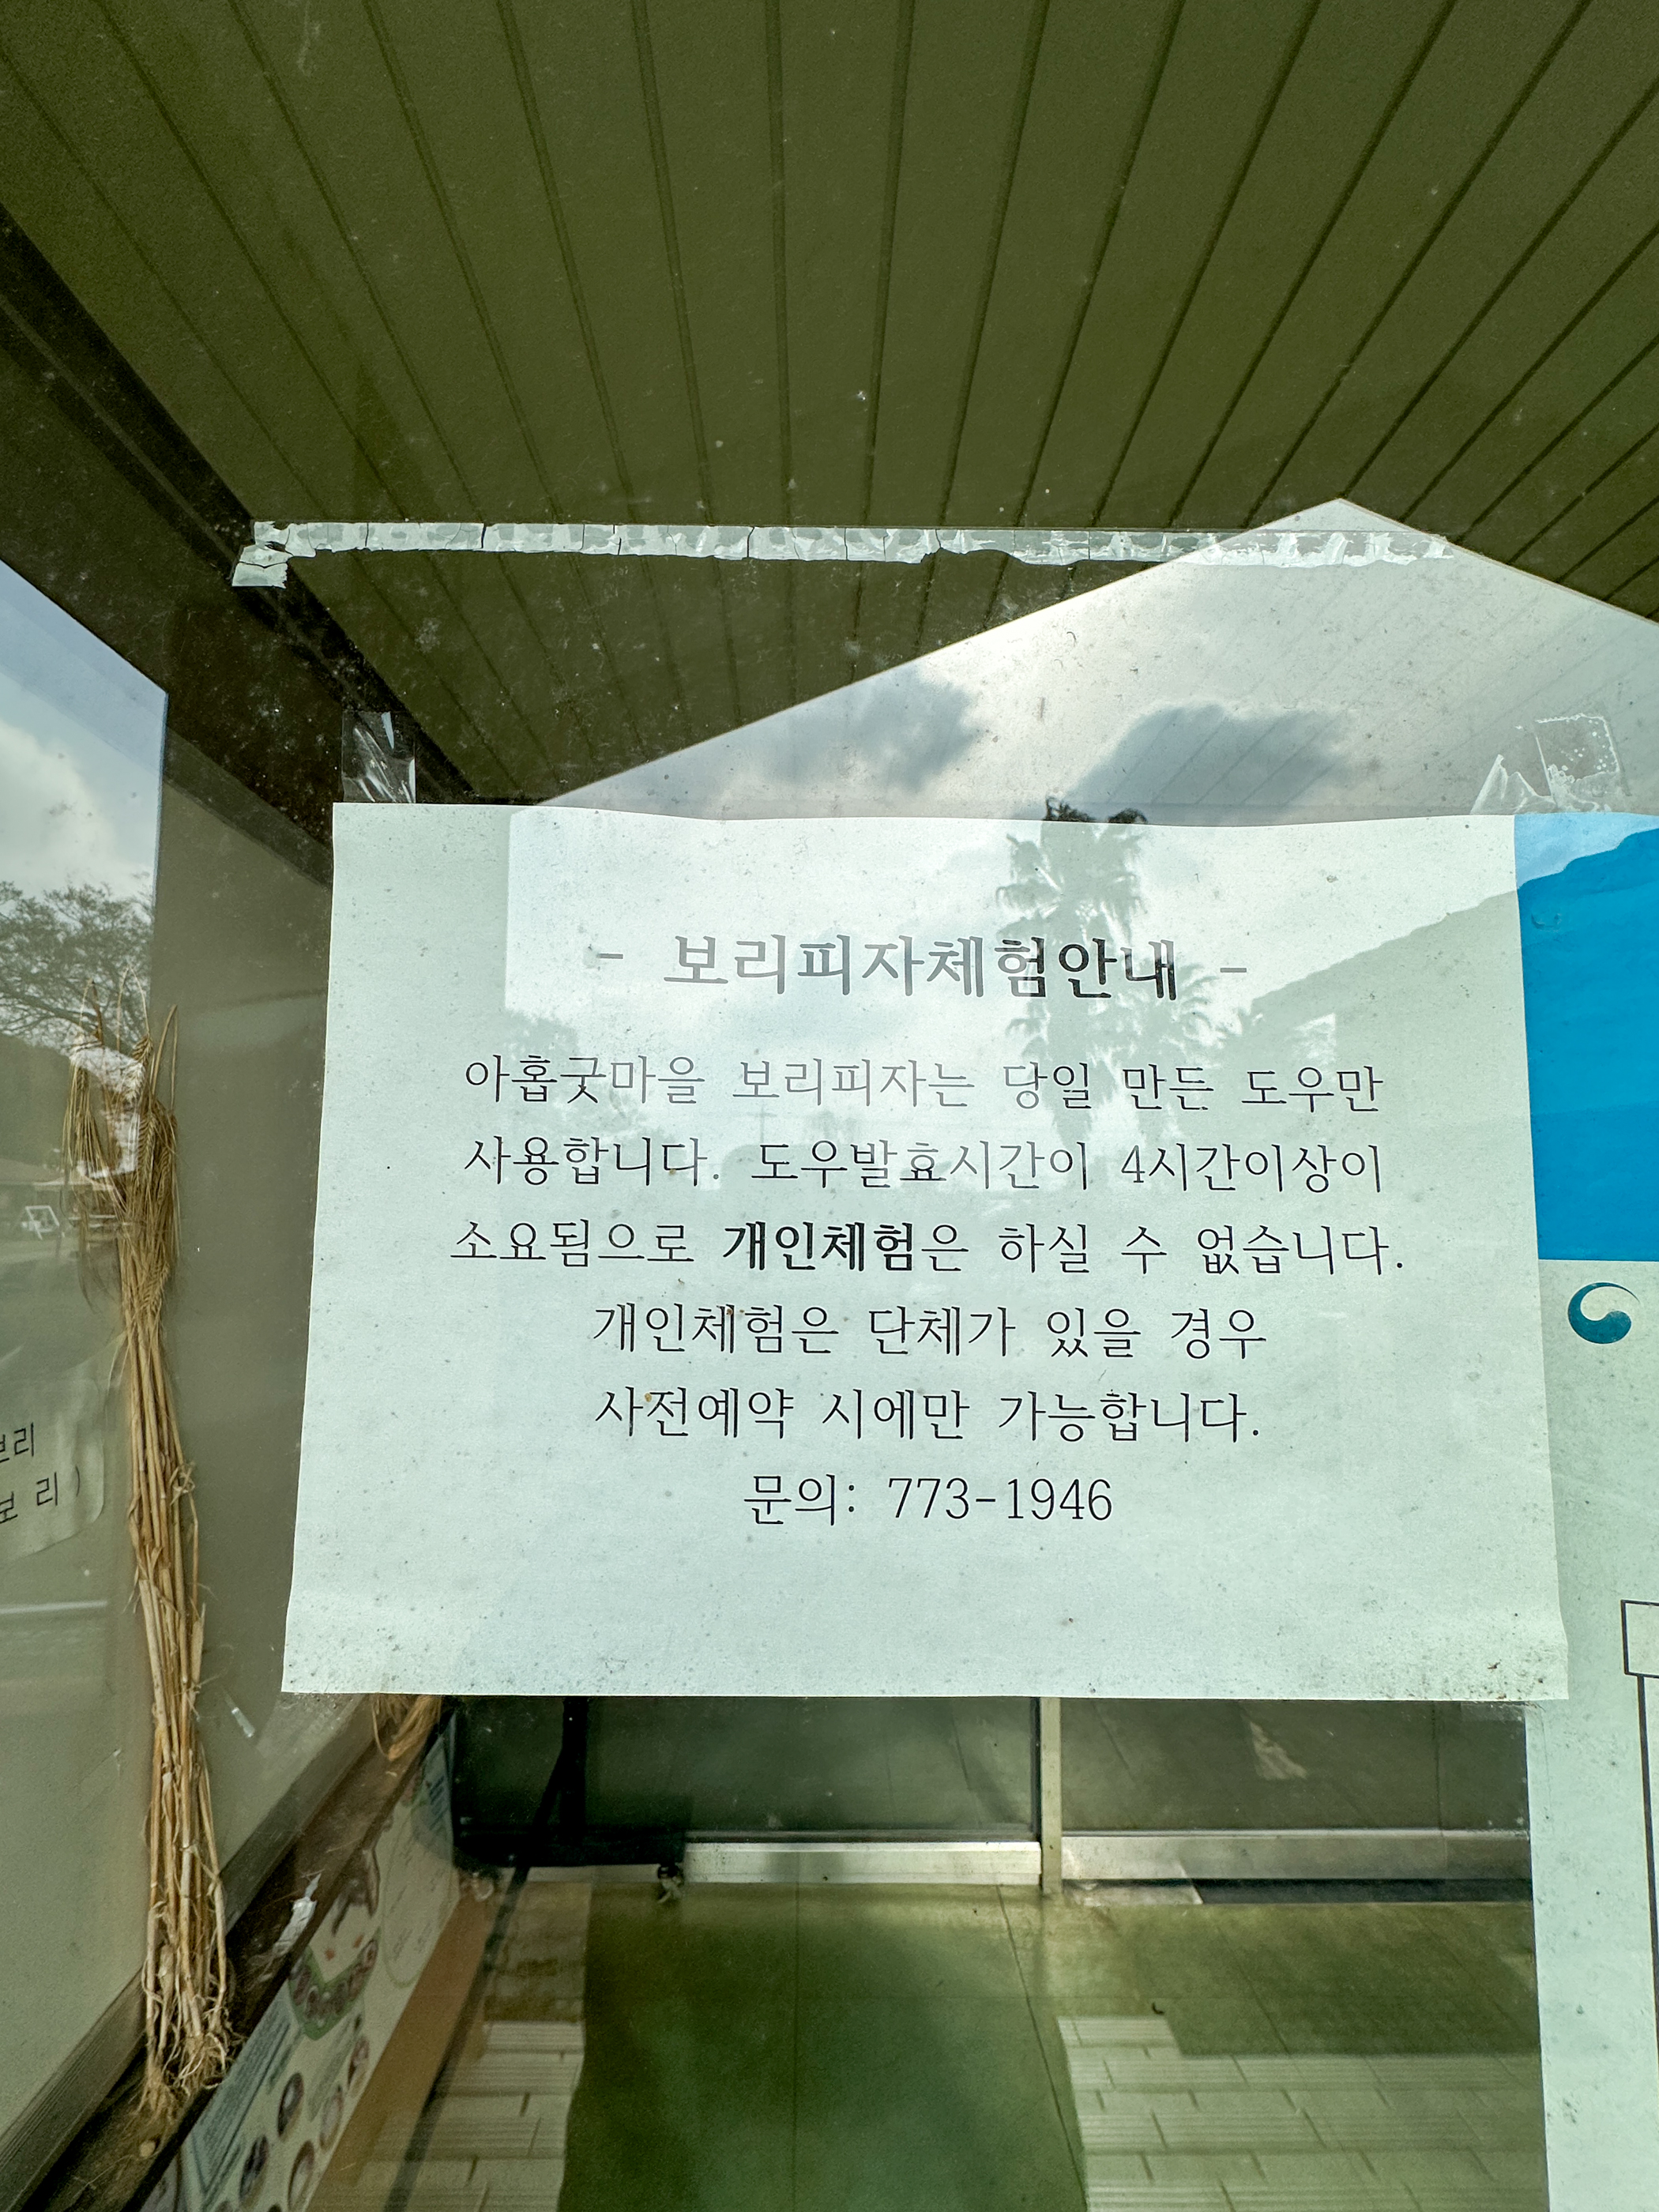 - 보리피자체험안내 -
아홉굿마을 보리피자는 당일 만든 도우만
사용합니다. 도우발효시간이 4시간이상이
소요됨으로 개인체험은 하실 수 없습니다.
개인체험은 단체가 있을 경우
사전예약 시에만 가능합니다.
문의: 773-1946
보리
보 리 )